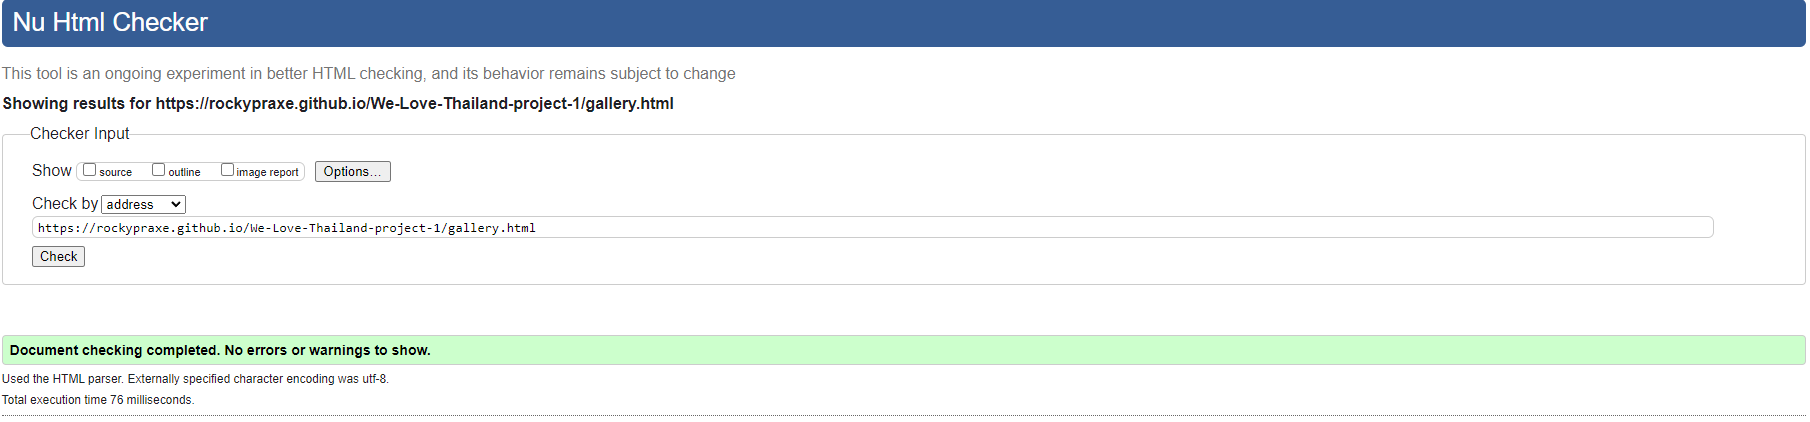 Nu Html Checker
This tool is an ongoing experiment in better HTML checking, and its behavior remains subject to change
Showing results for https://rockypraxe.github.io/We-Love-Thailand-project-1/gallery.html
Checker Input
Show source outline image report Options...
Check by address
https://rockypraxe.github.io/We-Love-Thailand-project-1/gallery.html
Check
Document checking completed. No errors or warnings to show.
Used the HTML parser. Externally specified character encoding was utf-8.
Total execution time 76 milliseconds.